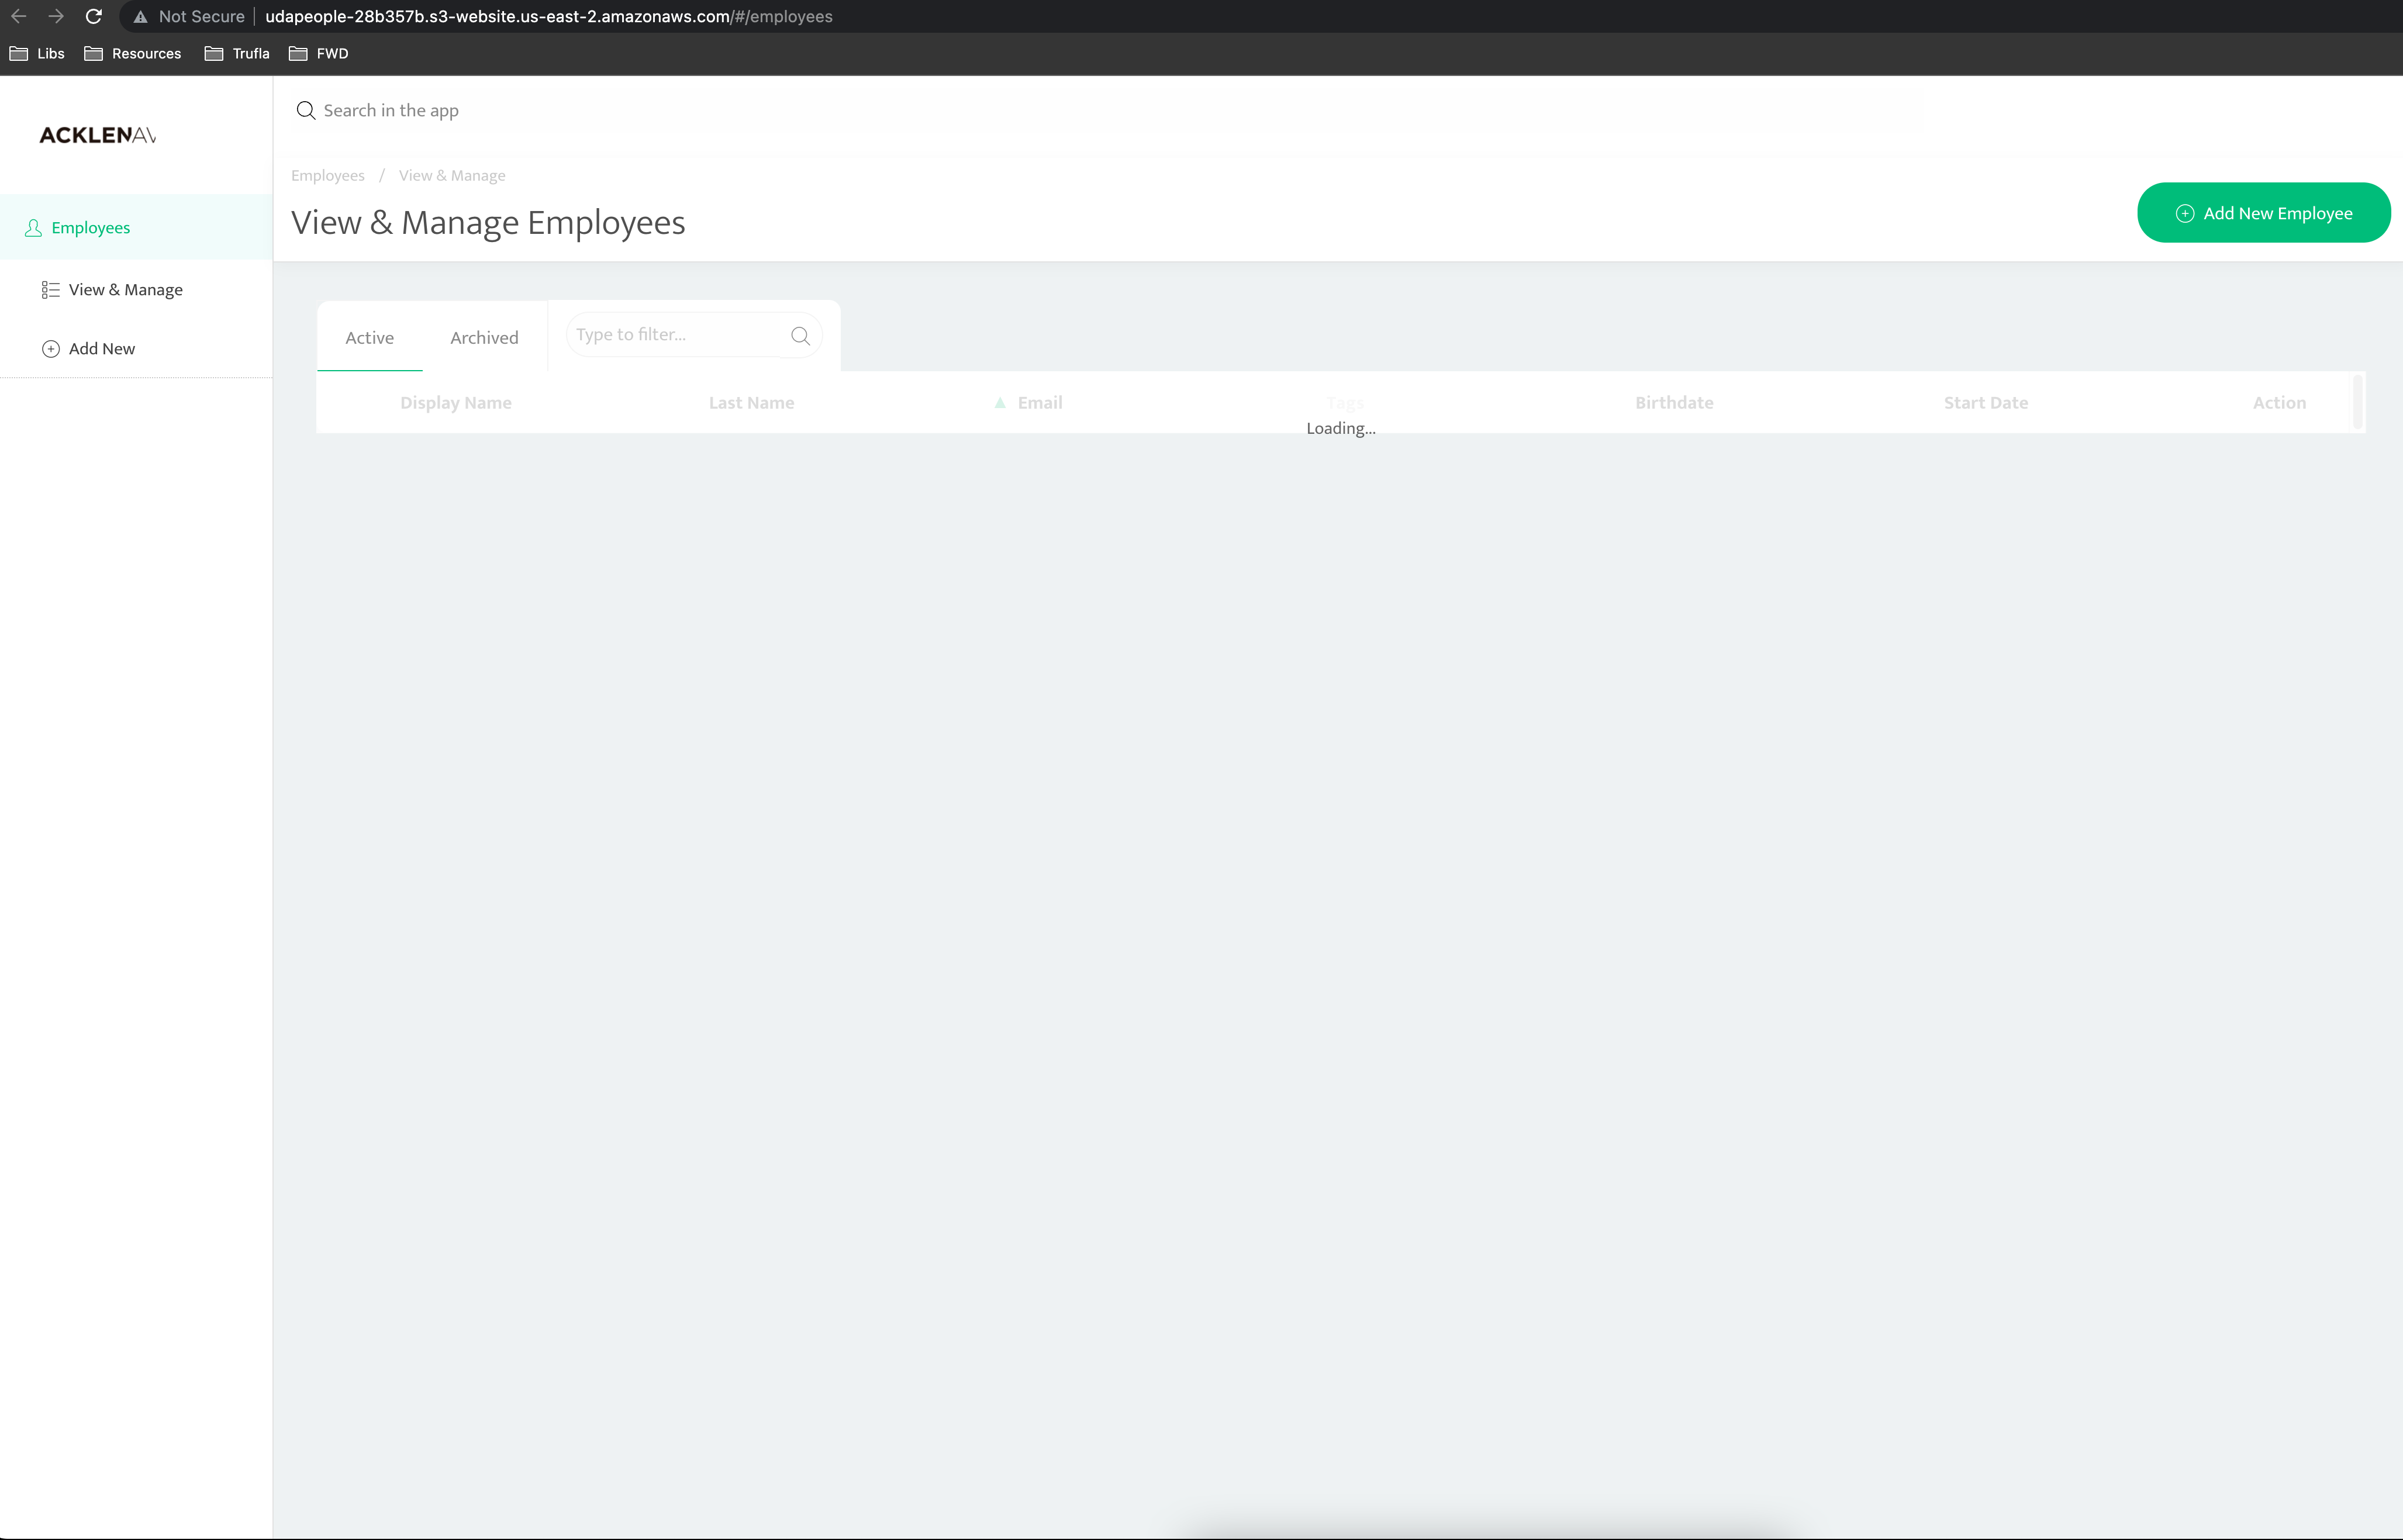 Not Secure | udapeople-28b357b.s3-website.us-east-2.amazonaws.com/#/employees
Libs Resources Trufla FWD
ACKLENAV
Search in the app
Employees / View & Manage
View & Manage Employees
Add New Employee
Employees
View & Manage
Add New
Active Archived Type to filter...
Display Name Last Name ▲ Email Tags Birthdate Start Date Action
Loading...